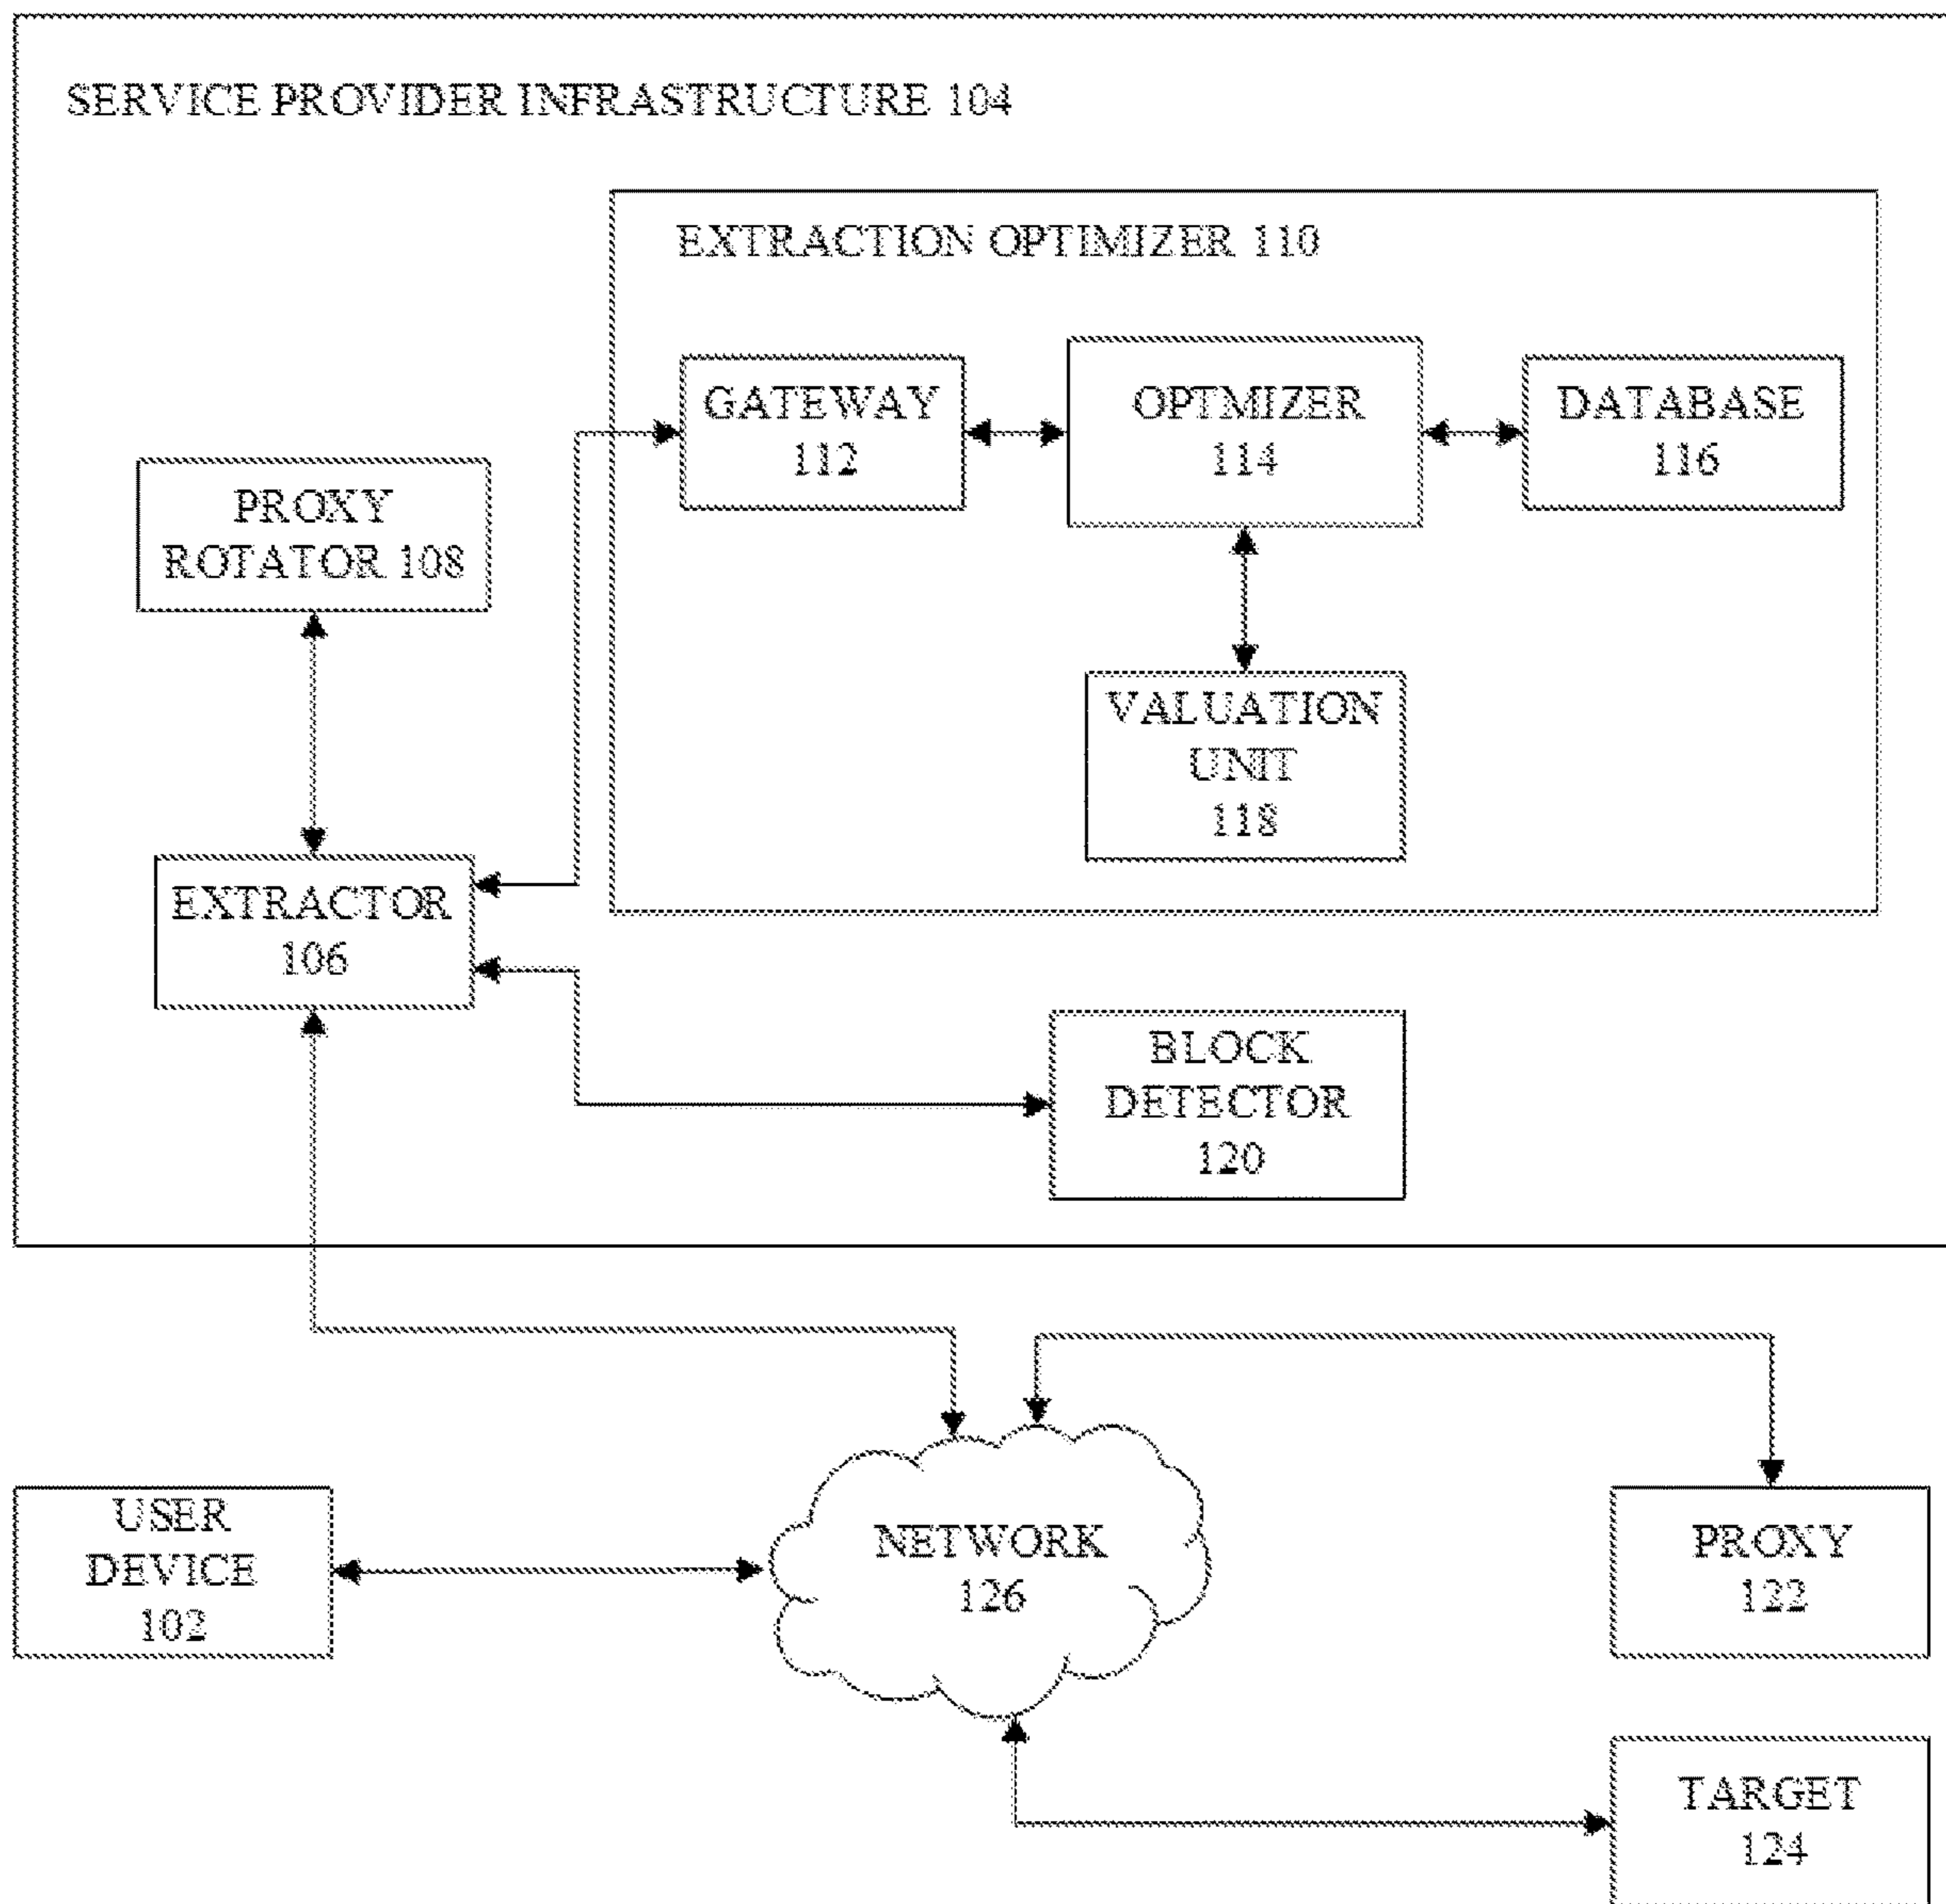 SERVICE PROVIDER INFRASTRUCTURE 104
EXTRACTION OPTIMIZER 110
GATEWAY
112
OPTMIZER
114
DATABASE
116
PROXY
ROTATOR 108
VALUATION
UNIT
118
EXTRACTOR
106
BLOCK
DETECTOR
120
USER
DEVICE
102
NETWORK
126
PROXY
122
TARGET
124